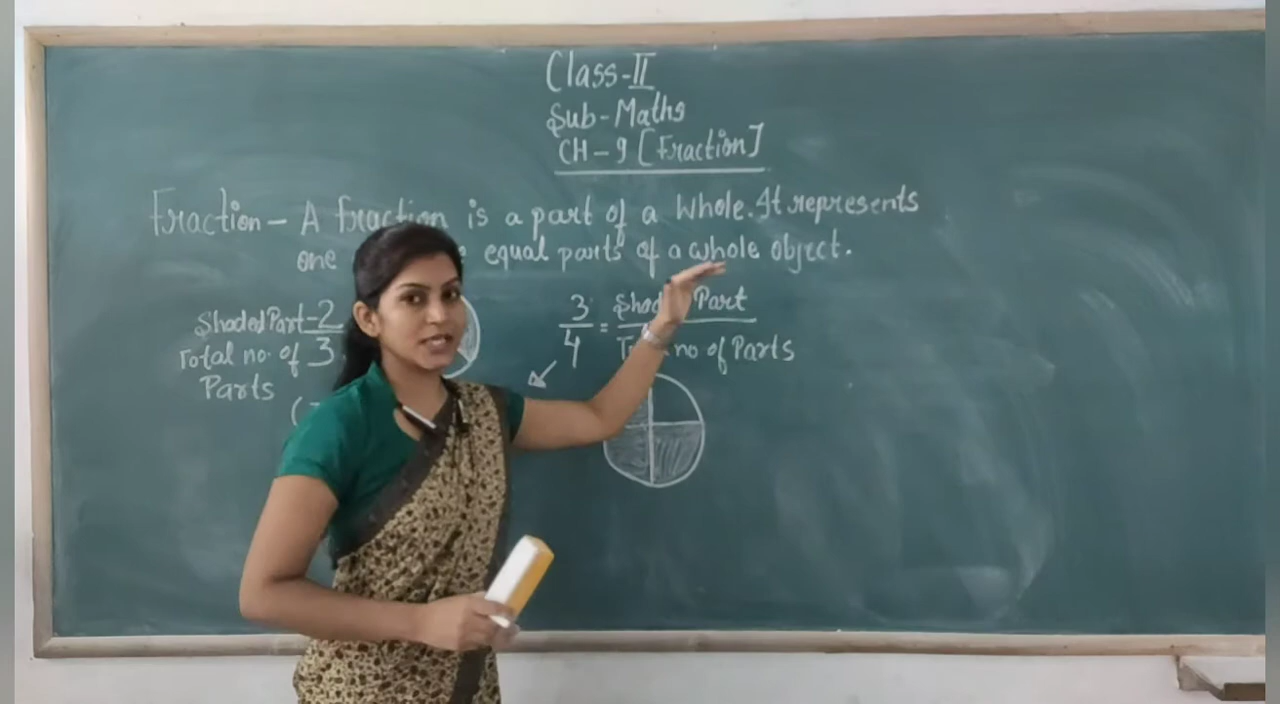 Class-II
Sub-Maths
CH-9 [Fraction]
Fraction - A fraction is a part of a whole. It represents
one equal parts of a whole object.
Shaded Part - 2
Total no. of 3
Parts
3 = Part
4 no of Parts